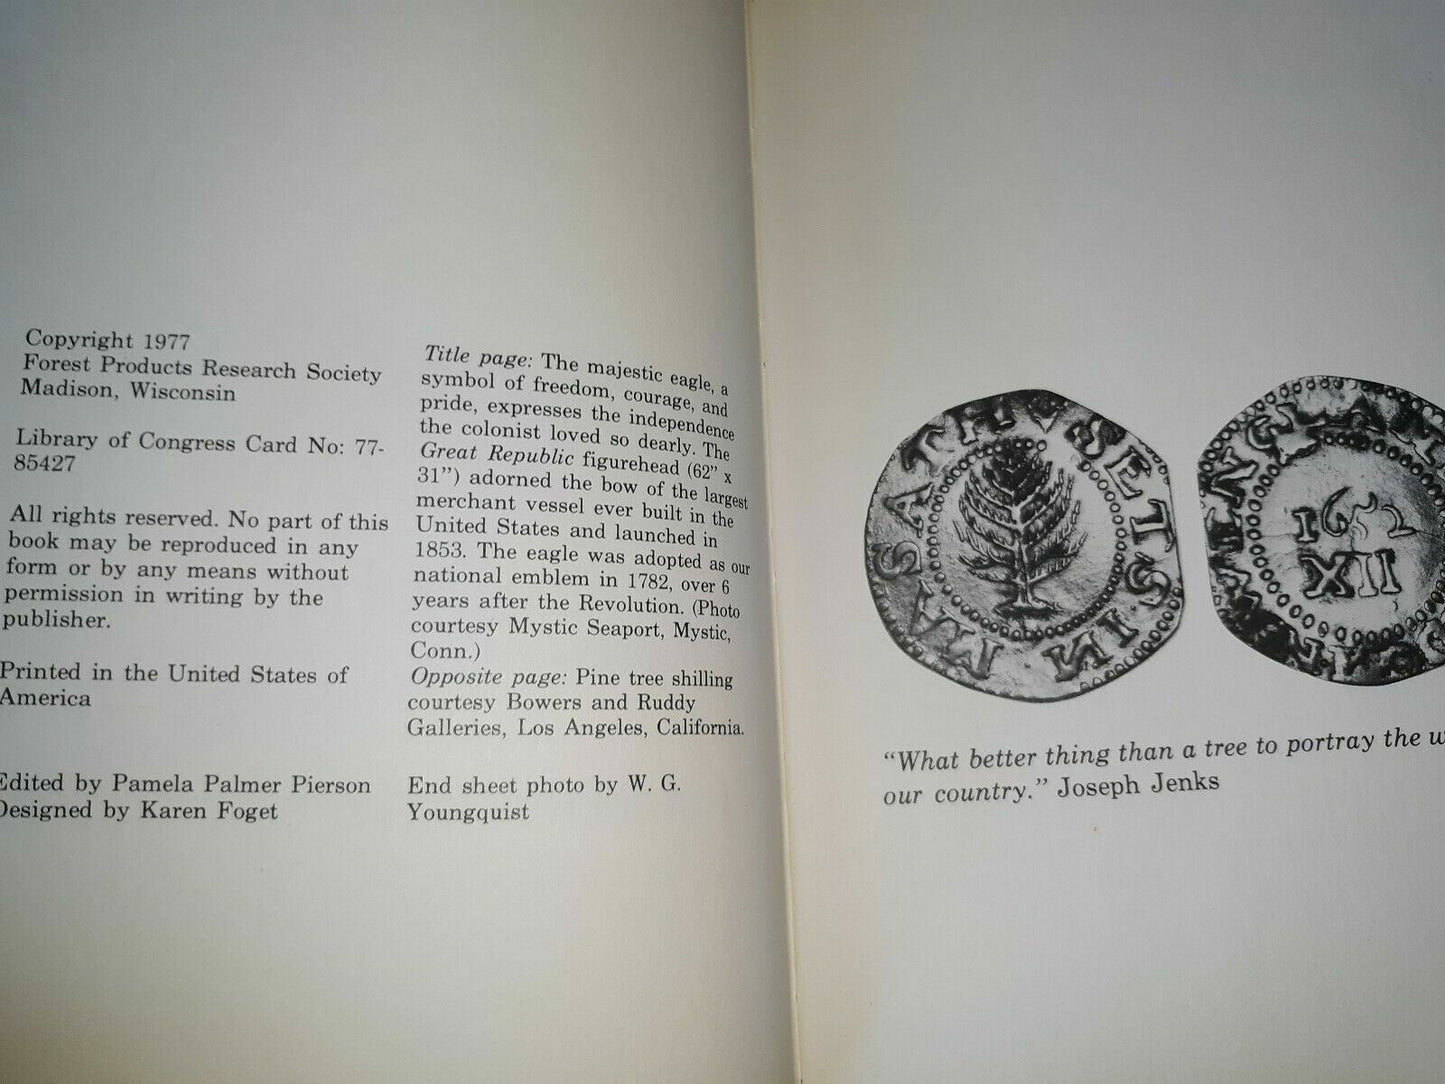 Copyright 1977
Forest Products Research Society
Madison, Wisconsin
Library of Congress Card No: 77-
85427
All rights reserved. No part of this
book may be reproduced in any
form or by any means without
permission in writing by the
publisher.
Printed in the United States of
America
Edited by Pamela Palmer Pierson
Designed by Karen Foget
Title page: The majestic eagle, a
symbol of freedom, courage, and
pride, expresses the independence
the colonist loved so dearly. The
Great Republic figurehead (62" x
31") adorned the bow of the largest
merchant vessel ever built in the
United States and launched in
1853. The eagle was adopted as our
national emblem in 1782, over 6
years after the Revolution. (Photo
courtesy Mystic Seaport, Mystic,
Conn.)
Opposite page: Pine tree shilling
courtesy Bowers and Ruddy
Galleries, Los Angeles, California.
End sheet photo by W. G.
Youngquist
MASATHVSETS IN
1652
XII
"What better thing than a tree to portray the
our country." Joseph Jenks